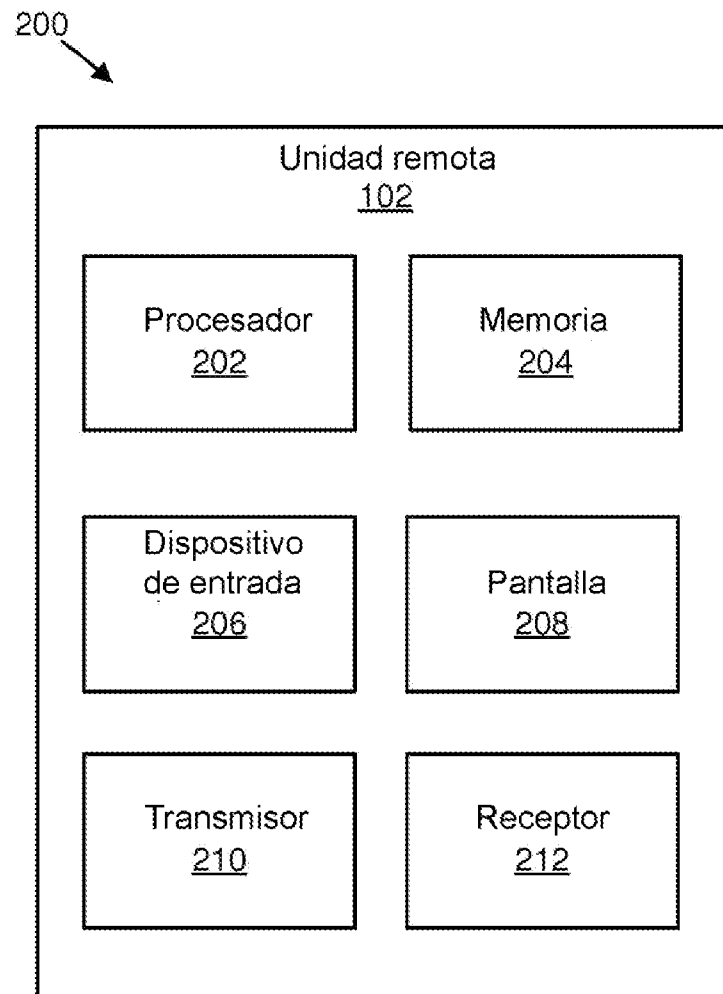 200
Unidad remota
102
Procesador
202
Memoria
204
Dispositivo
de entrada
206
Pantalla
208
Transmisor
210
Receptor
212